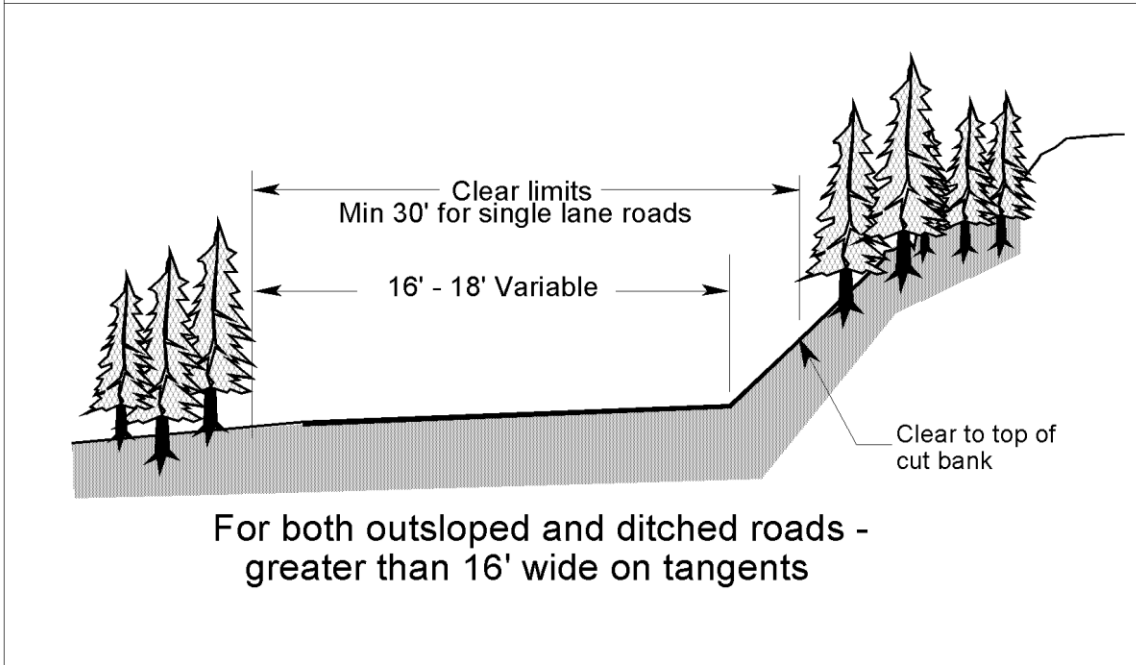 Clear limits
Min 30' for single lane roads
16' - 18' Variable
Clear to top of
cut bank
For both outsloped and ditched roads -
greater than 16' wide on tangents